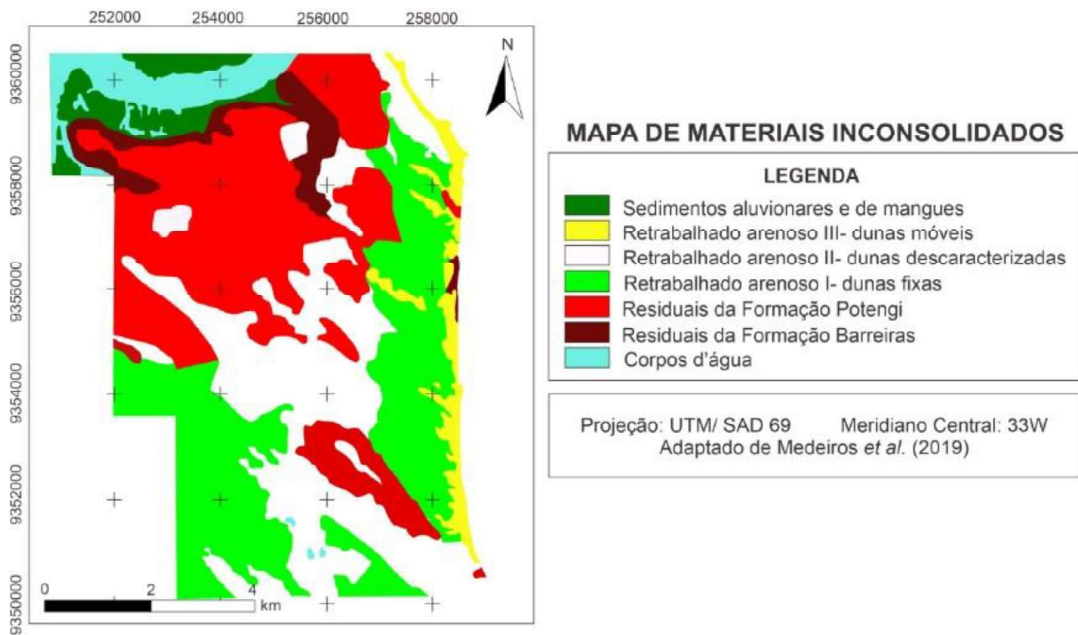 252000 254000 256000 258000
N
9360000
9358000
9355000
9354000
9352000
9350000
0 2 4
km
MAPA DE MATERIAIS INCONSOLIDADOS
LEGENDA
Sedimentos aluvionares e de mangues
Retrabalhado arenoso III- dunas móveis
Retrabalhado arenoso II- dunas descaracterizadas
Retrabalhado arenoso I- dunas fixas
Residuais da Formação Potengi
Residuais da Formação Barreiras
Corpos d'água
Projeção: UTM/ SAD 69 Meridiano Central: 33W
Adaptado de Medeiros et al. (2019)